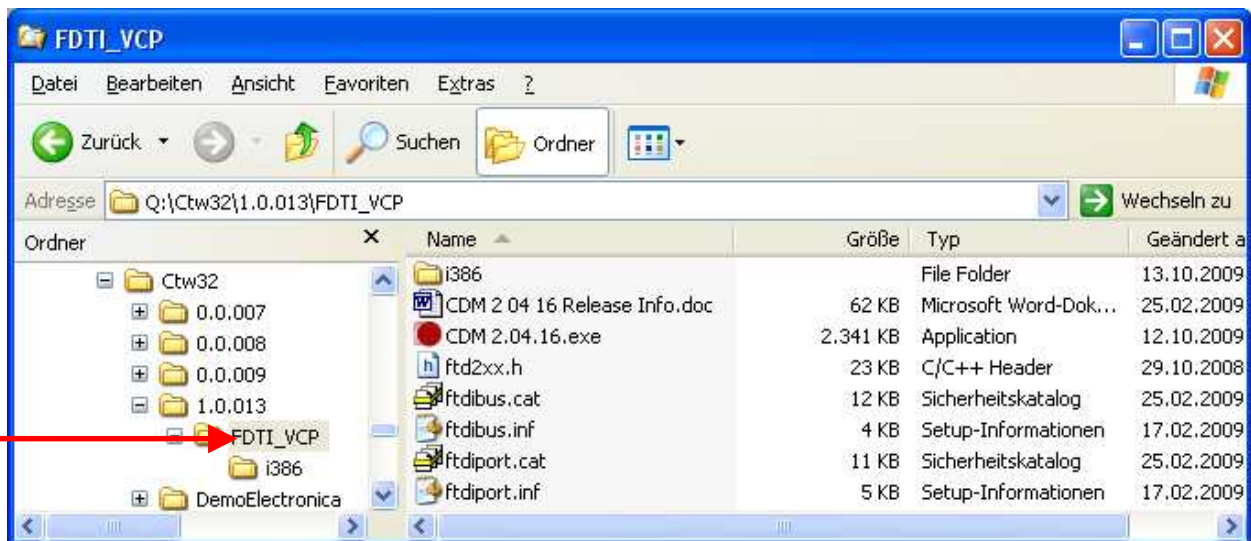 FDTI_VCP
Datei Bearbeiten Ansicht Favoriten Extras ?
Zurück Suchen Ordner
Adresse Q:\Ctw32\1.0.013\FDTI_VCP Wechseln zu
Ordner
Ctw32
0.0.007
0.0.008
0.0.009
1.0.013
FDTI_VCP
i386
DemoElectronica
Name Größe Typ Geändert a
i386 File Folder 13.10.2009
CDM 2 04 16 Release Info.doc 62 KB Microsoft Word-Dok... 25.02.2009
CDM 2.04.16.exe 2.341 KB Application 12.10.2009
ftd2xx.h 23 KB C/C++ Header 29.10.2008
ftdibus.cat 12 KB Sicherheitskatalog 25.02.2009
ftdibus.inf 4 KB Setup-Informationen 17.02.2009
ftdiport.cat 11 KB Sicherheitskatalog 25.02.2009
ftdiport.inf 5 KB Setup-Informationen 17.02.2009